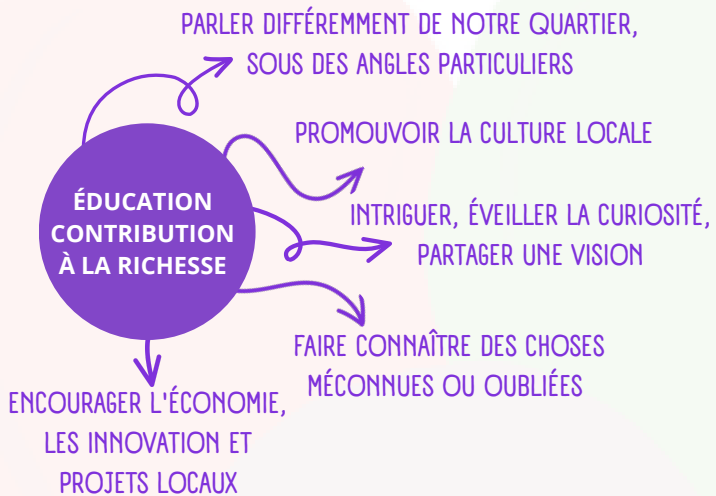 PARLER DIFFÉREMMENT DE NOTRE QUARTIER,
SOUS DES ANGLES PARTICULIERS
PROMOUVOIR LA CULTURE LOCALE
ÉDUCATION
CONTRIBUTION
À LA RICHESSE
INTRIGUER, ÉVEILLER LA CURIOSITÉ,
PARTAGER UNE VISION
FAIRE CONNAÎTRE DES CHOSES
MÉCONNUES OU OUBLIÉES
ENCOURAGER L'ÉCONOMIE,
LES INNOVATION ET
PROJETS LOCAUX